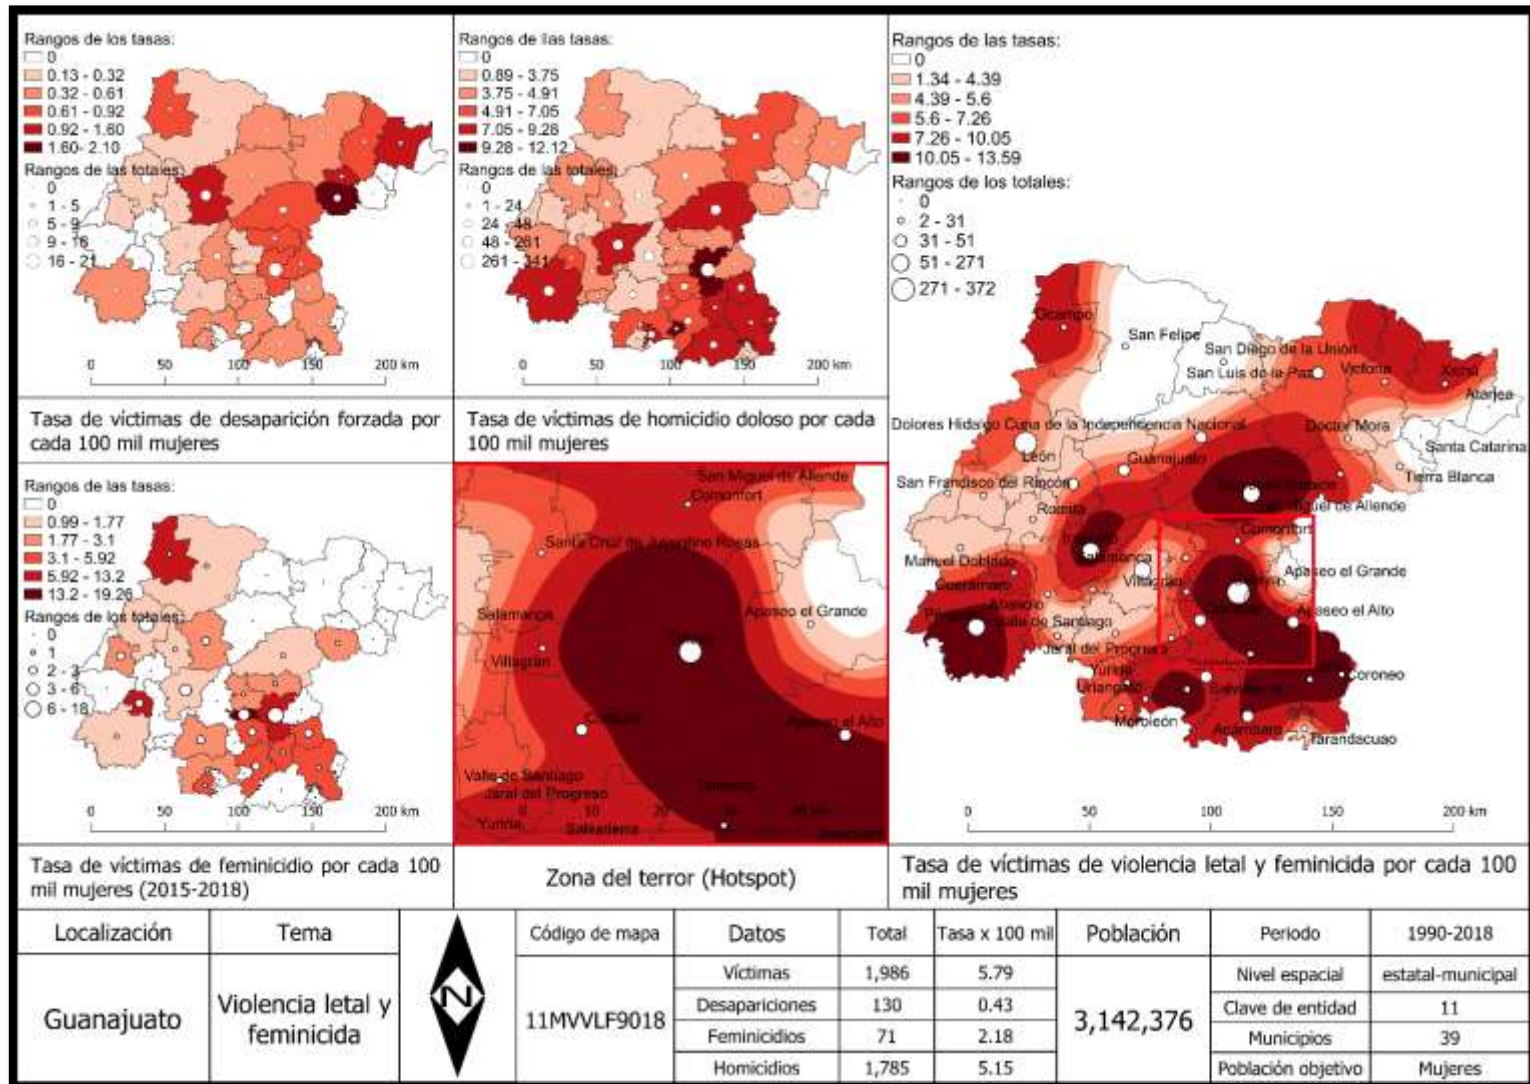 Rangos de los tasas:
0
0.13 - 0.32
0.32 - 0.61
0.61 - 0.92
0.92 - 1.60
1.60- 2.10
Rangos de las totales:
0
1 - 5
5 - 9
9 - 16
16 - 21
0 50 100 150 200 km
Tasa de víctimas de desaparición forzada por
cada 100 mil mujeres
Rangos de llas tasas:
0
0.89 - 3.75
3.75 - 4.91
4.91 - 7.05
7.05 - 9.28
9.28 - 12.12
Rangos de las totales:
0
1 - 24
24 - 48
48 - 261
261 - 341
0 50 100 150 200 km
Tasa de víctimas de homicidio doloso por cada
100 mil mujeres
Rangos de las tasas:
0
1.34 - 4.39
4.39 - 5.6
5.6 - 7.26
7.26 - 10.05
10.05 - 13.59
Rangos de los totales:
0
2 - 31
31 - 51
51 - 271
271 - 372
Ocampo
San Felipe
San Diego de la Unión
San Luis de la Paz
Victoria
Xichú
Atarjea
Dolores Hidalgo Cuna de la Independencia Nacional
Doctor Mora
Santa Catarina
León
Guanajuato
Tierra Blanca
San Francisco del Rincón
Romita
Miguel de Allende
Comonfort
Manuel Doblado
Salamanca
Cuerámaro
Villagrán
Apaseo el Grande
Abasolo
Apaseo el Alto
Valle de Santiago
Jaral del Progreso
Yuriria
Coroneo
Uriangato
Salvatierra
Moroleón
Acámbaro
Tarandacuao
0 50 100 150 200 km
Tasa de víctimas de violencia letal y feminicida por cada 100
mil mujeres
Rangos de las tasas:
0
0.99 - 1.77
1.77 - 3.1
3.1 - 5.92
5.92 - 13.2
13.2 - 19.26
Rangos de los totales:
0
1
2 - 3
3 - 6
6 - 18
0 50 100 150 200 km
Tasa de víctimas de feminicidio por cada 100
mil mujeres (2015-2018)
San Miguel de Allende
Comonfort
Santa Cruz de Juventino Rosas
Salamanca
Apaseo el Grande
Villagrán
Cortazar
Apaseo el Alto
Valle de Santiago
Jaral del Progreso
Tarimoro
0 10 20 30
Yuriria
Salvatierra
Zona del terror (Hotspot)
Localización
Guanajuato
Tema
Violencia letal y
feminicida
N
Código de mapa
11MVVLF9018
Datos Total Tasa x 100 mil
Víctimas 1,986 5.79
Desapariciones 130 0.43
Feminicidios 71 2.18
Homicidios 1,785 5.15
Población
3,142,376
Periodo 1990-2018
Nivel espacial estatal-municipal
Clave de entidad 11
Municipios 39
Población objetivo Mujeres